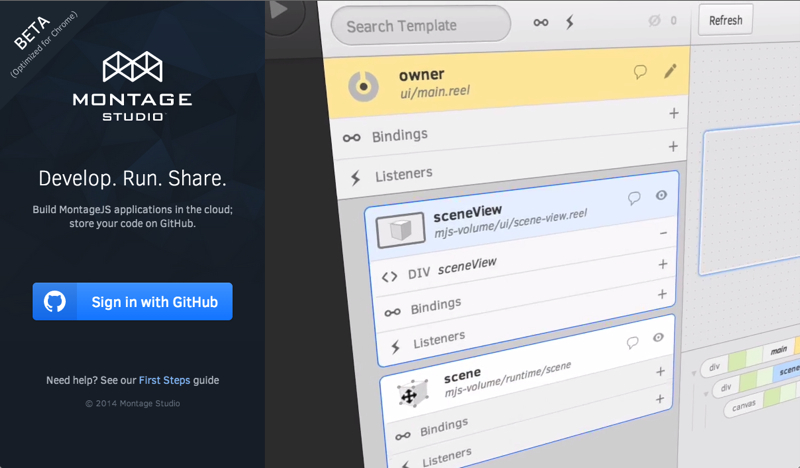 BETA
(Optimized for Chrome)
MONTAGE
STUDIO
Develop. Run. Share.
Build MontageJS applications in the cloud;
store your code on GitHub.
Sign in with GitHub
Need help? See our First Steps guide
© 2014 Montage Studio
Search Template
0
Refresh
owner
ui/main.reel
Bindings
Listeners
sceneView
mjs-volume/ui/scene-view.reel
DIV sceneView
Bindings
Listeners
scene
mjs-volume/runtime/scene
Bindings
Listeners
div
main
div
scene
canvas